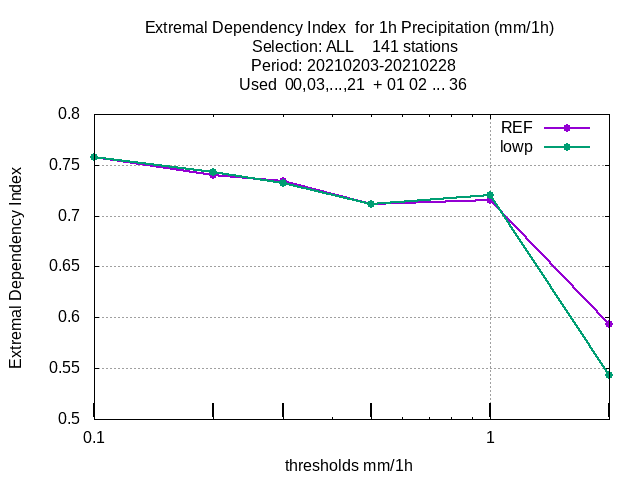 Extremal Dependency Index  for 1h Precipitation (mm/1h)
Selection: ALL    141 stations
Period: 20210203-20210228
Used  00,03,...,21  + 01 02 ... 36
REF
lowp
Extremal Dependency Index
0.8
0.75
0.7
0.65
0.6
0.55
0.5
0.1
1
thresholds mm/1h